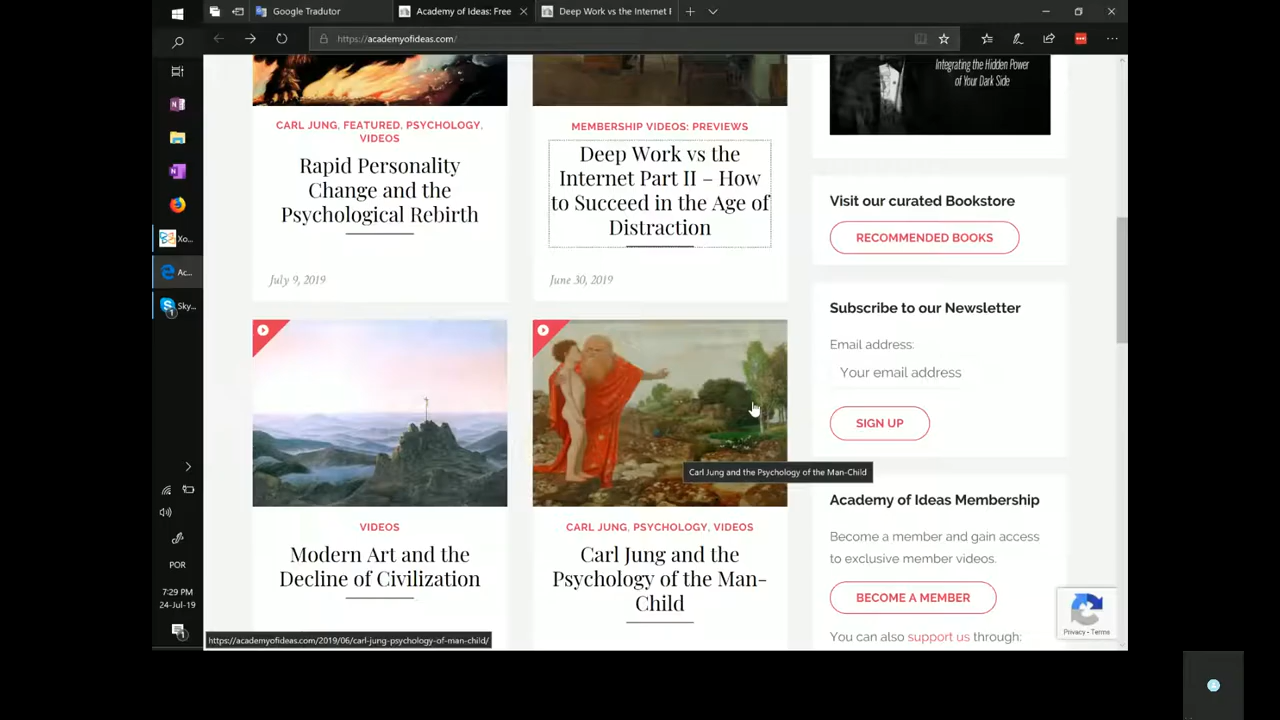 Google Tradutor
Academy of Ideas: Free
Deep Work vs the Internet
https://academyofideas.com/
Integrating the Hidden Power
of Your Dark Side
CARL JUNG, FEATURED, PSYCHOLOGY,
VIDEOS
Rapid Personality
Change and the
Psychological Rebirth
July 9, 2019
MEMBERSHIP VIDEOS: PREVIEWS
Deep Work vs the
Internet Part II – How
to Succeed in the Age of
Distraction
June 30, 2019
Visit our curated Bookstore
RECOMMENDED BOOKS
Subscribe to our Newsletter
Email address:
Your email address
SIGN UP
Carl Jung and the Psychology of the Man-Child
VIDEOS
Modern Art and the
Decline of Civilization
CARL JUNG, PSYCHOLOGY, VIDEOS
Carl Jung and the
Psychology of the Man-
Child
Academy of Ideas Membership
Become a member and gain access
to exclusive member videos.
BECOME A MEMBER
You can also support us through:
Privacy - Terms
https://academyofideas.com/2019/06/carl-jung-psychology-of-man-child/
Xo...
Ac...
Sky...
POR
7:29 PM
24-Jul-19